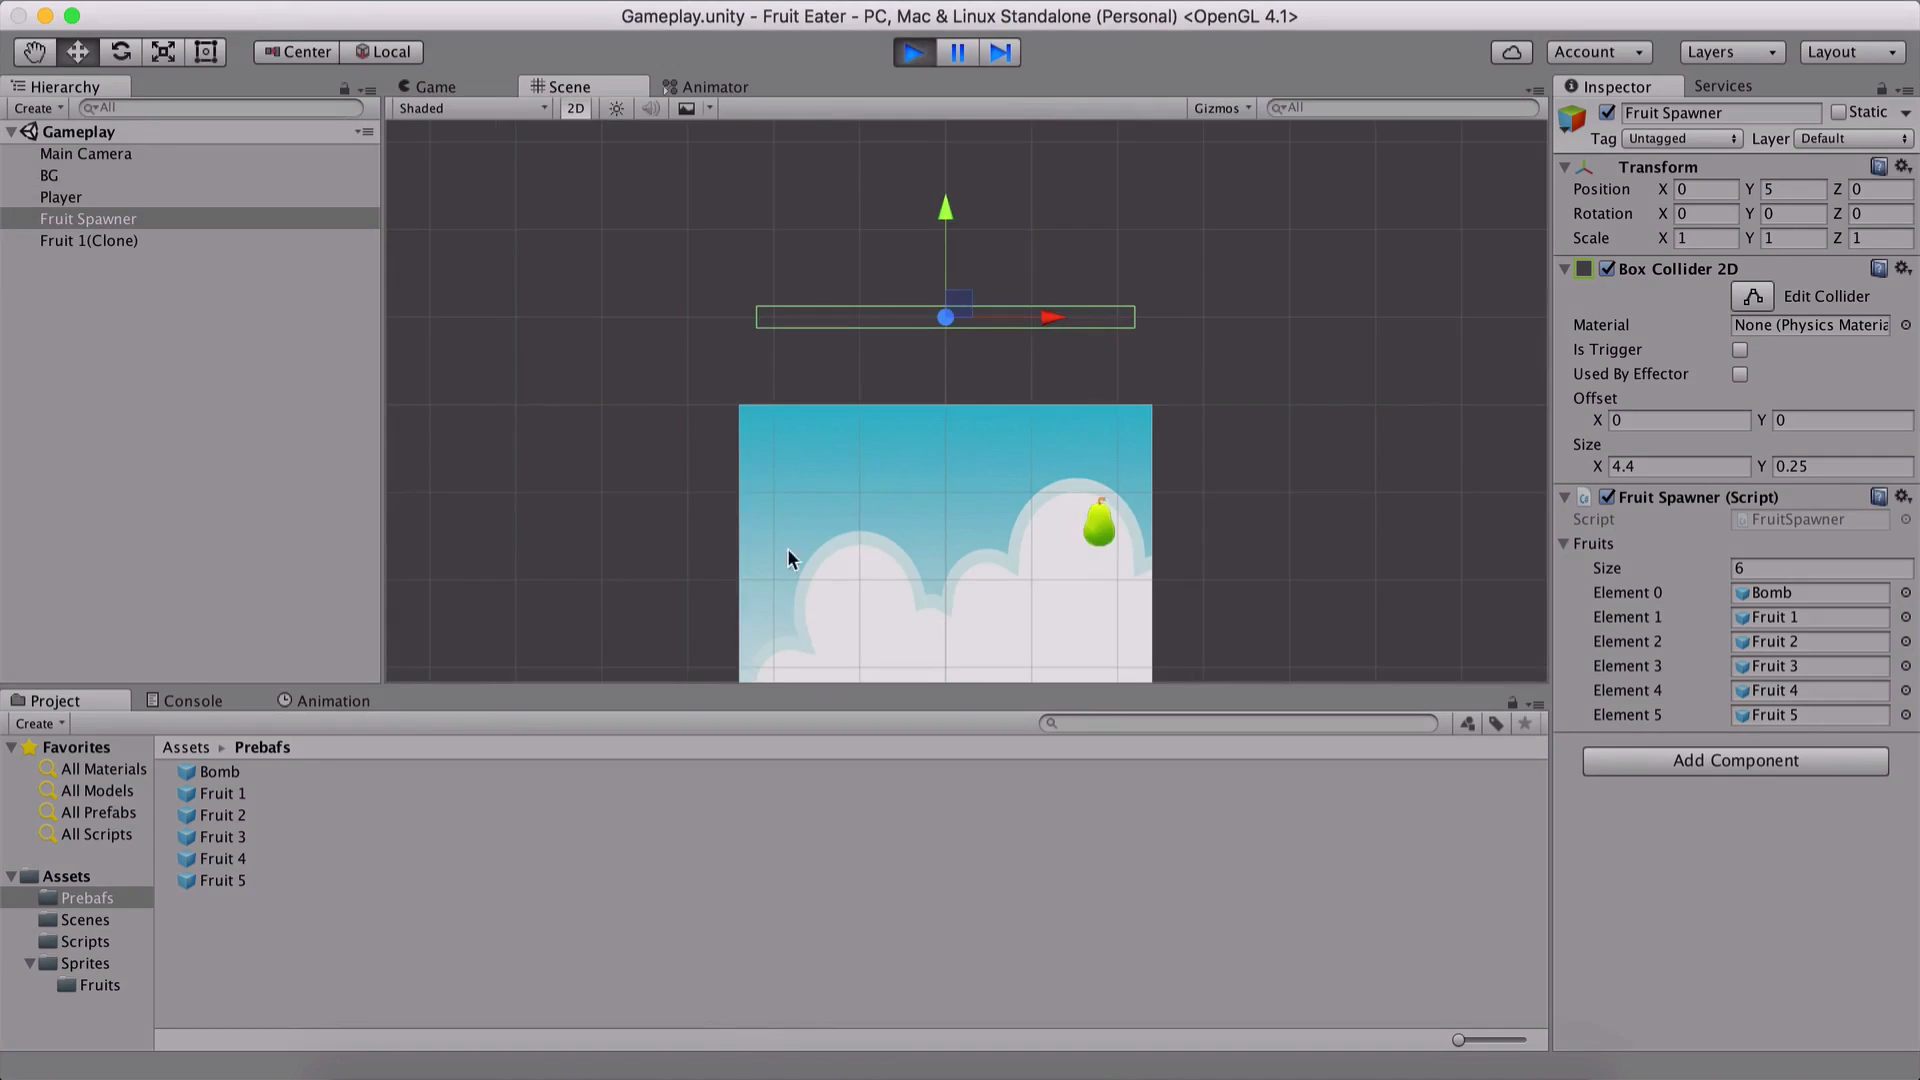 Gameplay.unity - Fruit Eater - PC, Mac & Linux Standalone (Personal) <OpenGL 4.1>
Center
Local
Account
Layers
Layout
Hierarchy
Create
All
Gameplay
Main Camera
BG
Player
Fruit Spawner
Fruit 1(Clone)
Game
Scene
Animator
Shaded
2D
Gizmos
All
Inspector
Services
Fruit Spawner
Static
Tag Untagged
Layer Default
Transform
Position X 0 Y 5 Z 0
Rotation X 0 Y 0 Z 0
Scale X 1 Y 1 Z 1
Box Collider 2D
Edit Collider
Material None (Physics Materia
Is Trigger
Used By Effector
Offset
X 0 Y 0
Size
X 4.4 Y 0.25
Fruit Spawner (Script)
Script FruitSpawner
Fruits
Size 6
Element 0 Bomb
Element 1 Fruit 1
Element 2 Fruit 2
Element 3 Fruit 3
Element 4 Fruit 4
Element 5 Fruit 5
Add Component
Project
Console
Animation
Create
Favorites
All Materials
All Models
All Prefabs
All Scripts
Assets
Prebafs
Scenes
Scripts
Sprites
Fruits
Assets ▸ Prebafs
Bomb
Fruit 1
Fruit 2
Fruit 3
Fruit 4
Fruit 5